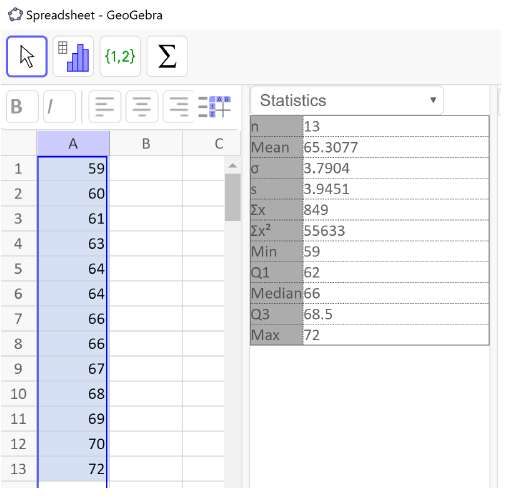 Spreadsheet - GeoGebra
{1,2} Σ
B I
Statistics
A B C
1 59
2 60
3 61
4 63
5 64
6 64
7 66
8 66
9 67
10 68
11 69
12 70
13 72
n 13
Mean 65.3077
σ 3.7904
s 3.9451
Σx 849
Σx² 55633
Min 59
Q1 62
Median 66
Q3 68.5
Max 72